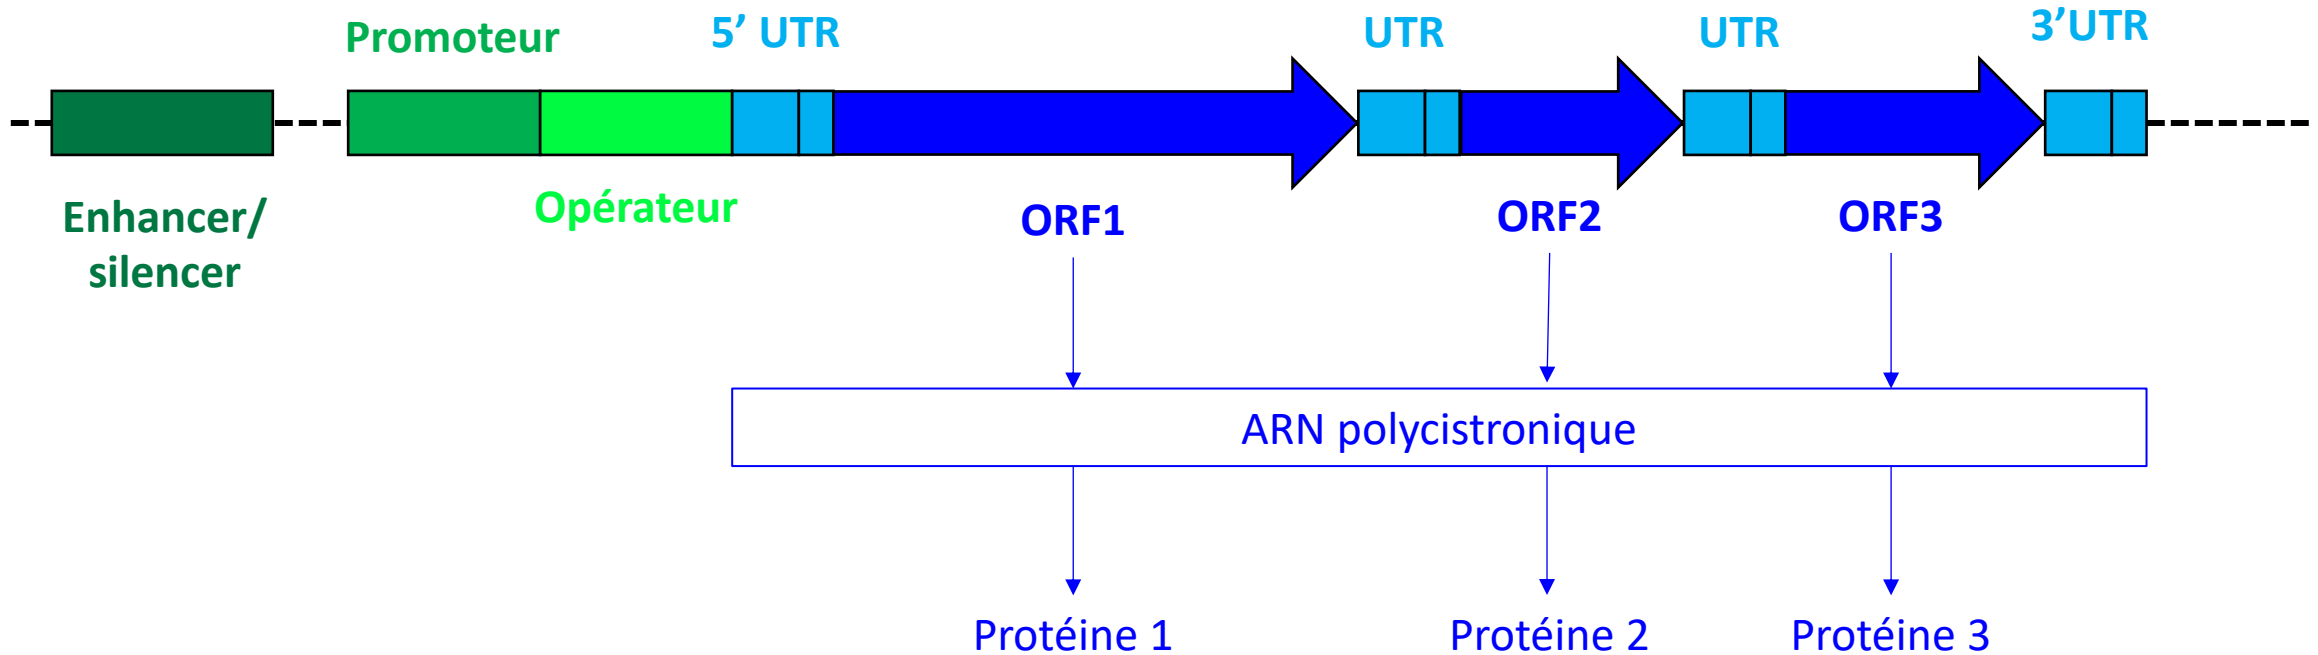 Promoteur
5’ UTR
UTR
UTR
3’UTR
Enhancer/
silencer
Opérateur
ORF1
ORF2
ORF3
ARN polycistronique
Protéine 1
Protéine 2
Protéine 3